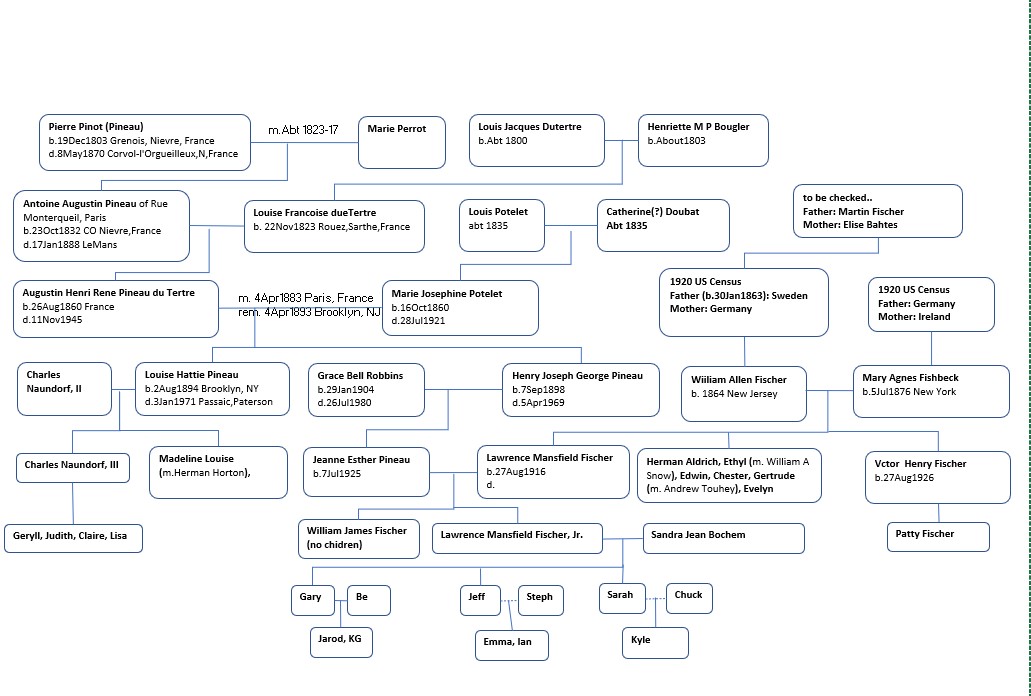 Pierre Pinot (Pineau)
b.19Dec1803 Grenois, Nievre, France
d.8May1870 Corvol-l'Orgueilleux,N,France
m.Abt 1823-17
Marie Perrot
Louis Jacques Dutertre
b.Abt 1800
Henriette M P Bougler
b.About1803
Antoine Augustin Pineau of Rue
Monterqueil, Paris
b.23Oct1832 CO Nievre,France
d.17Jan1888 LeMans
Louise Francoise dueTertre
b. 22Nov1823 Rouez,Sarthe,France
Louis Potelet
abt 1835
Catherine(?) Doubat
Abt 1835
to be checked..
Father: Martin Fischer
Mother: Elise Bahtes
Augustin Henri Rene Pineau du Tertre
b.26Aug1860 France
d.11Nov1945
m. 4Apr1883 Paris, France
rem. 4Apr1893 Brooklyn, NJ
Marie Josephine Potelet
b.16Oct1860
d.28Jul1921
1920 US Census
Father (b.30Jan1863): Sweden
Mother: Germany
1920 US Census
Father: Germany
Mother: Ireland
Charles
Naundorf, II
Louise Hattie Pineau
b.2Aug1894 Brooklyn, NY
d.3Jan1971 Passaic,Paterson
Grace Bell Robbins
b.29Jan1904
d.26Jul1980
Henry Joseph George Pineau
b.7Sep1898
d.5Apr1969
Wiiliam Allen Fischer
b. 1864 New Jersey
Mary Agnes Fishbeck
b.5Jul1876 New York
Charles Naundorf, III
Madeline Louise
(m.Herman Horton),
Jeanne Esther Pineau
b.7Jul1925
Lawrence Mansfield Fischer
b.27Aug1916
d.
Herman Aldrich, Ethyl (m. William A
Snow), Edwin, Chester, Gertrude
(m. Andrew Touhey), Evelyn
Vctor Henry Fischer
b.27Aug1926
Geryll, Judith, Claire, Lisa
William James Fischer
(no chidren)
Lawrence Mansfield Fischer, Jr.
Sandra Jean Bochem
Patty Fischer
Gary
Be
Jeff
Steph
Sarah
Chuck
Jarod, KG
Emma, Ian
Kyle